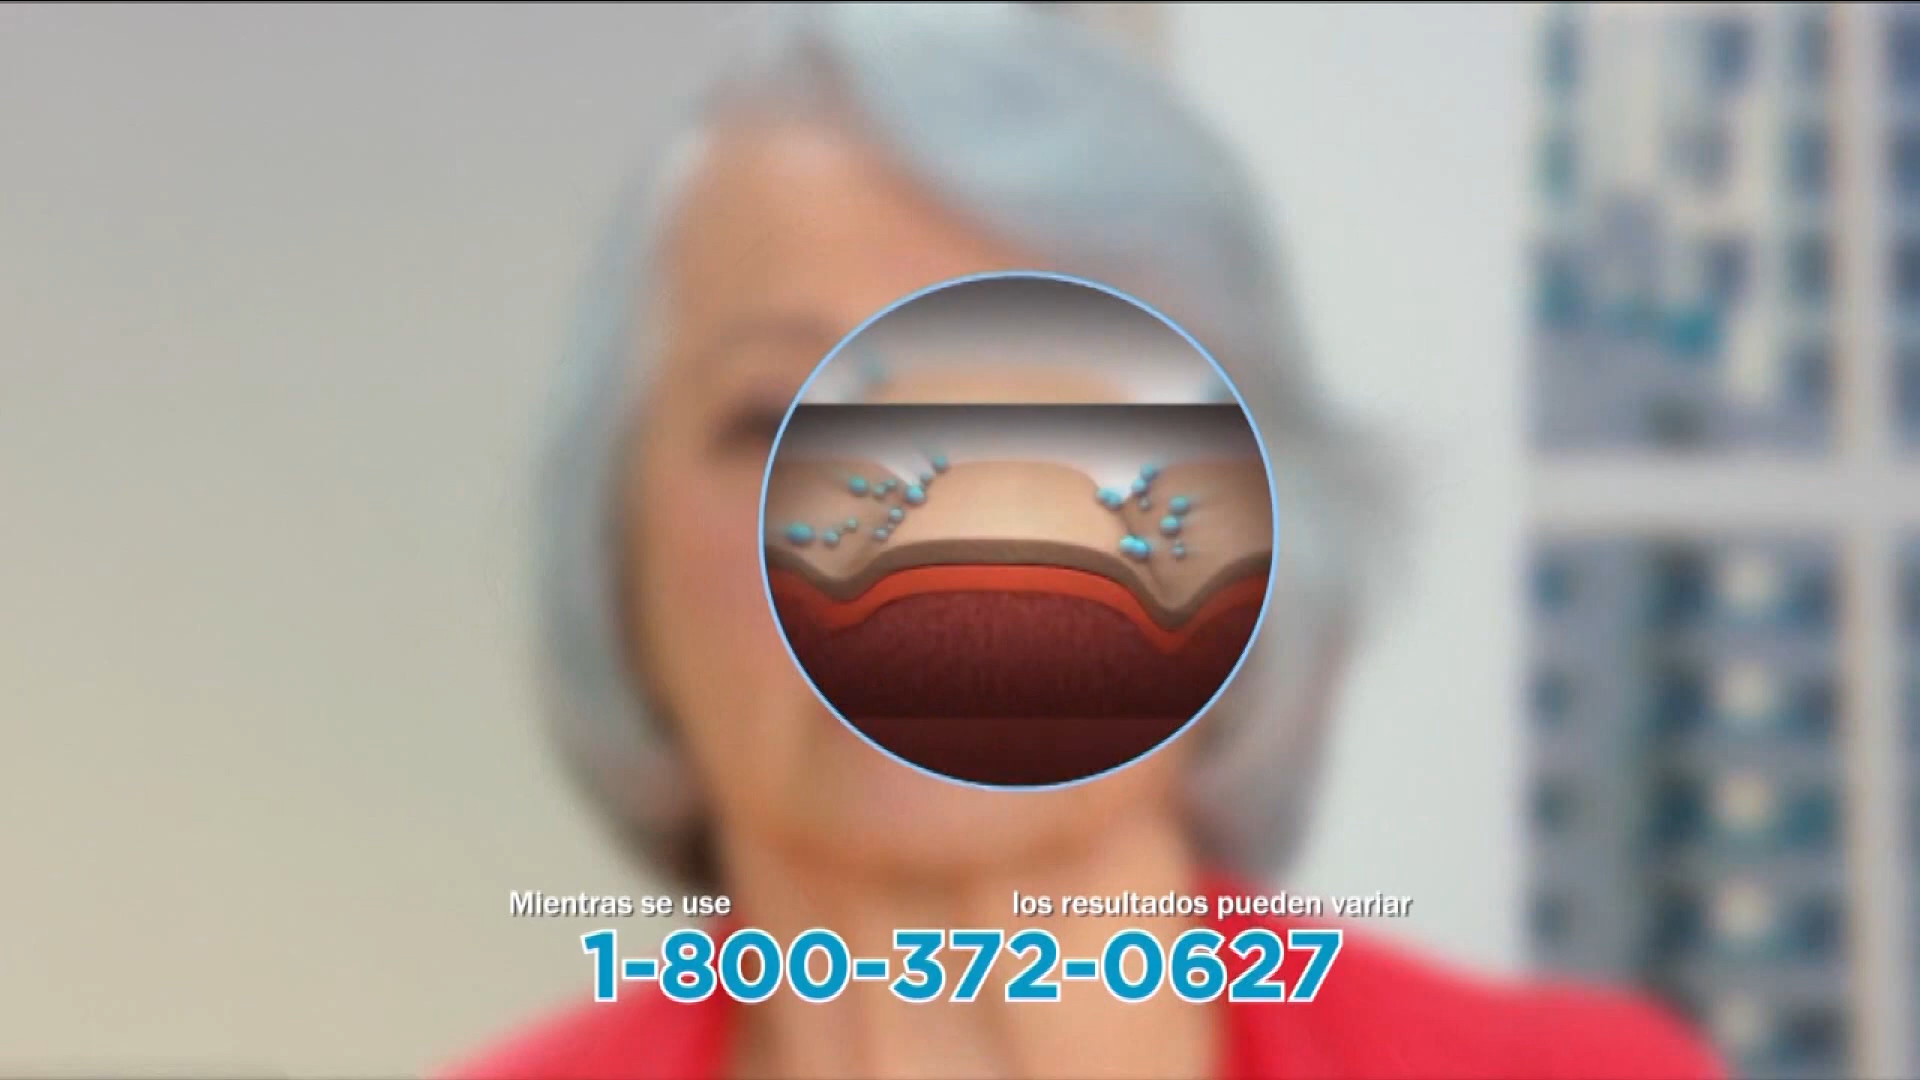 Mientras se use los resultados pueden variar
1-800-372-0627